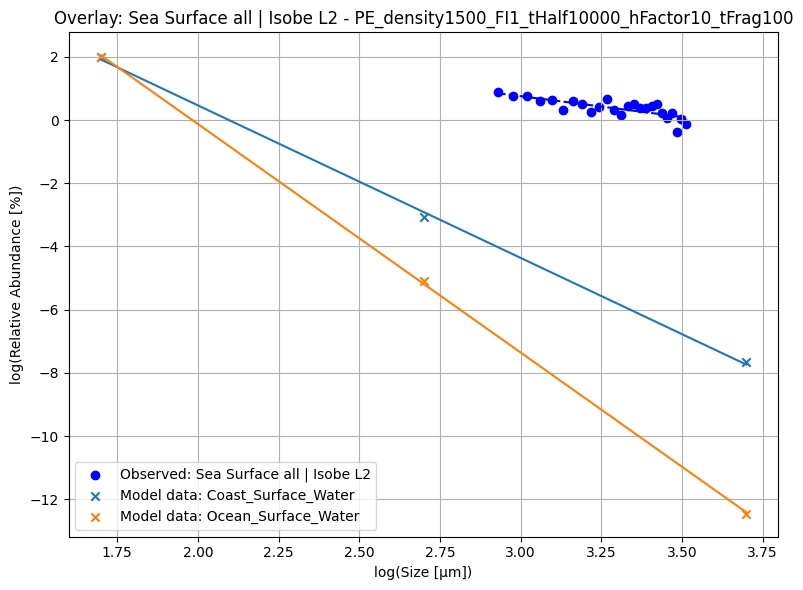 Overlay: Sea Surface all | Isobe L2 - PE_density1500_FI1_tHalf10000_hFactor10_tFrag100
log(Relative Abundance [%])
2
0
−2
−4
−6
−8
−10
−12
Observed: Sea Surface all | Isobe L2
Model data: Coast_Surface_Water
Model data: Ocean_Surface_Water
1.75 2.00 2.25 2.50 2.75 3.00 3.25 3.50 3.75
log(Size [μm])